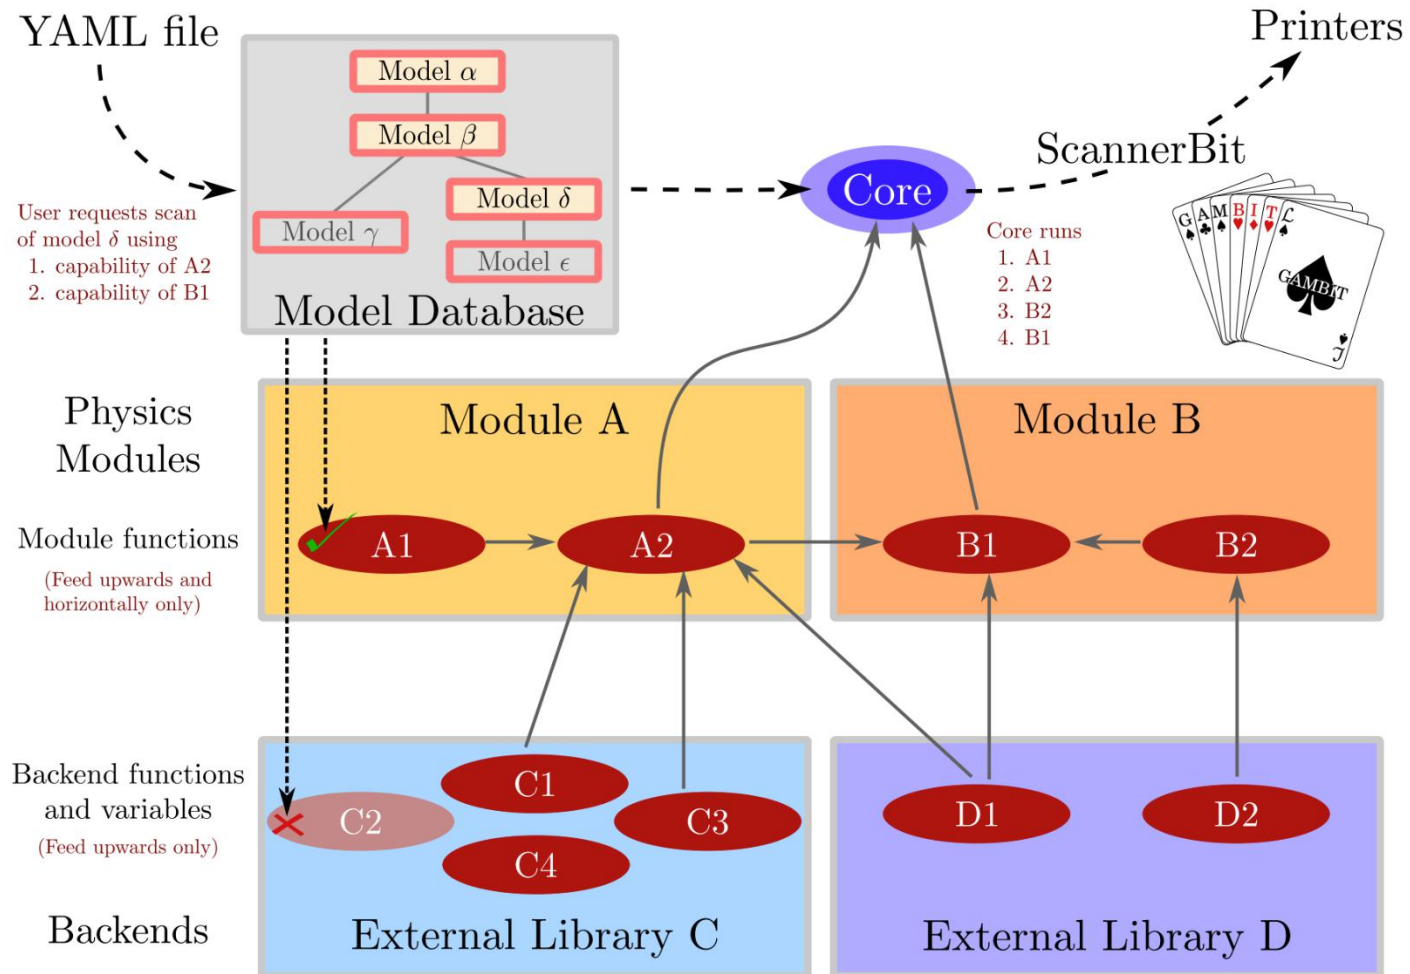 YAML file
Printers
Model α
Model β
Model δ
Model γ
Model ϵ
Model Database
User requests scan
of model δ using
1. capability of A2
2. capability of B1
Core
ScannerBit
Core runs
1. A1
2. A2
3. B2
4. B1
G A M B I T L
GAMBIT
L
Physics
Modules
Module A
Module B
Module functions
(Feed upwards and
horizontally only)
A1
A2
B1
B2
Backend functions
and variables
(Feed upwards only)
C1
C2
C3
C4
D1
D2
Backends
External Library C
External Library D